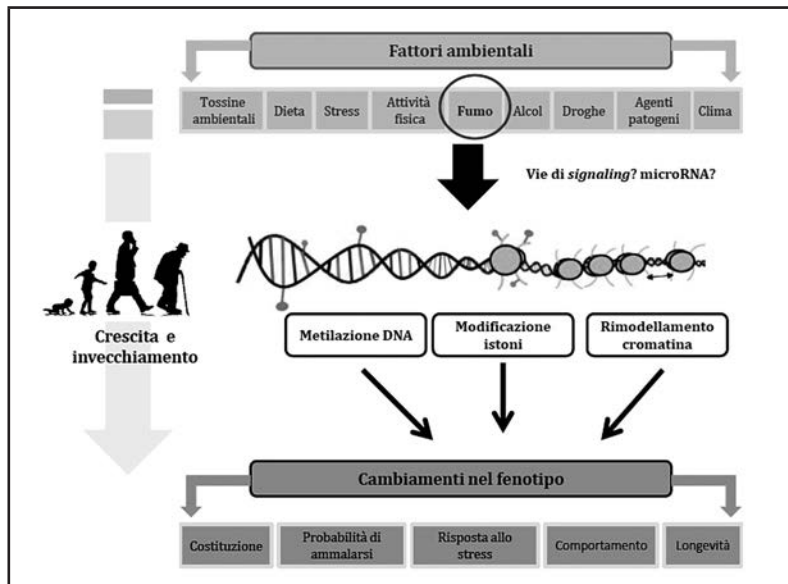 Fattori ambientali
Tossine
ambientali
Dieta
Stress
Attività
fisica
Fumo
Alcol
Droghe
Agenti
patogeni
Clima
Vie di signaling? microRNA?
Crescita e
invecchiamento
Metilazione DNA
Modificazione
istoni
Rimodellamento
cromatina
Cambiamenti nel fenotipo
Costituzione
Probabilità di
ammalarsi
Risposta allo
stress
Comportamento
Longevità